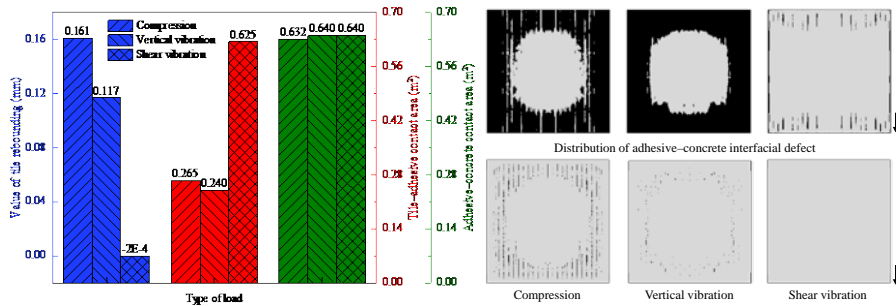 0.161
0.117
-2E-4
0.265
0.240
0.625
0.632
0.640
0.640
Compression
Vertical vibration
Shear vibration
0.16
0.12
0.08
0.04
0.00
Value of tile rebounding (mm)
0.70
0.56
0.42
0.28
0.14
0.00
Tile-adhesive contact area (m²)
0.70
0.56
0.42
0.28
0.14
0.00
Adhesive-concrete contact area (m²)
Type of load
Distribution of adhesive–concrete interfacial defect
Compression
Vertical vibration
Shear vibration